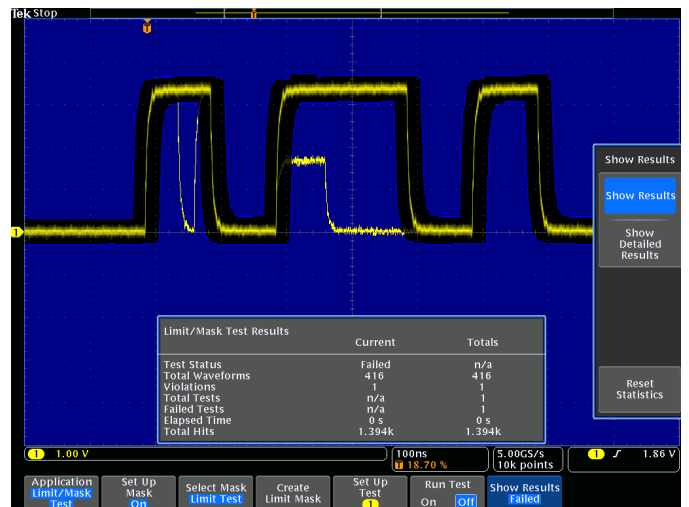 Tek Stop
T
T
1
Show Results
Show Results
Show
Detailed
Results
Reset
Statistics
Limit/Mask Test Results
Current Totals
Test Status Failed n/a
Total Waveforms 416 416
Violations 1 1
Total Tests n/a 1
Failed Tests n/a 1
Elapsed Time 0 s 0 s
Total Hits 1.394k 1.394k
1 1.00 V
100ns
T 18.70 %
5.00GS/s
10k points
1 1.86 V
Application
Limit/Mask
Test
Set Up
Mask
On
Select Mask
Limit Test
Create
Limit Mask
Set Up
Test
1
Run Test
On Off
Show Results
Failed